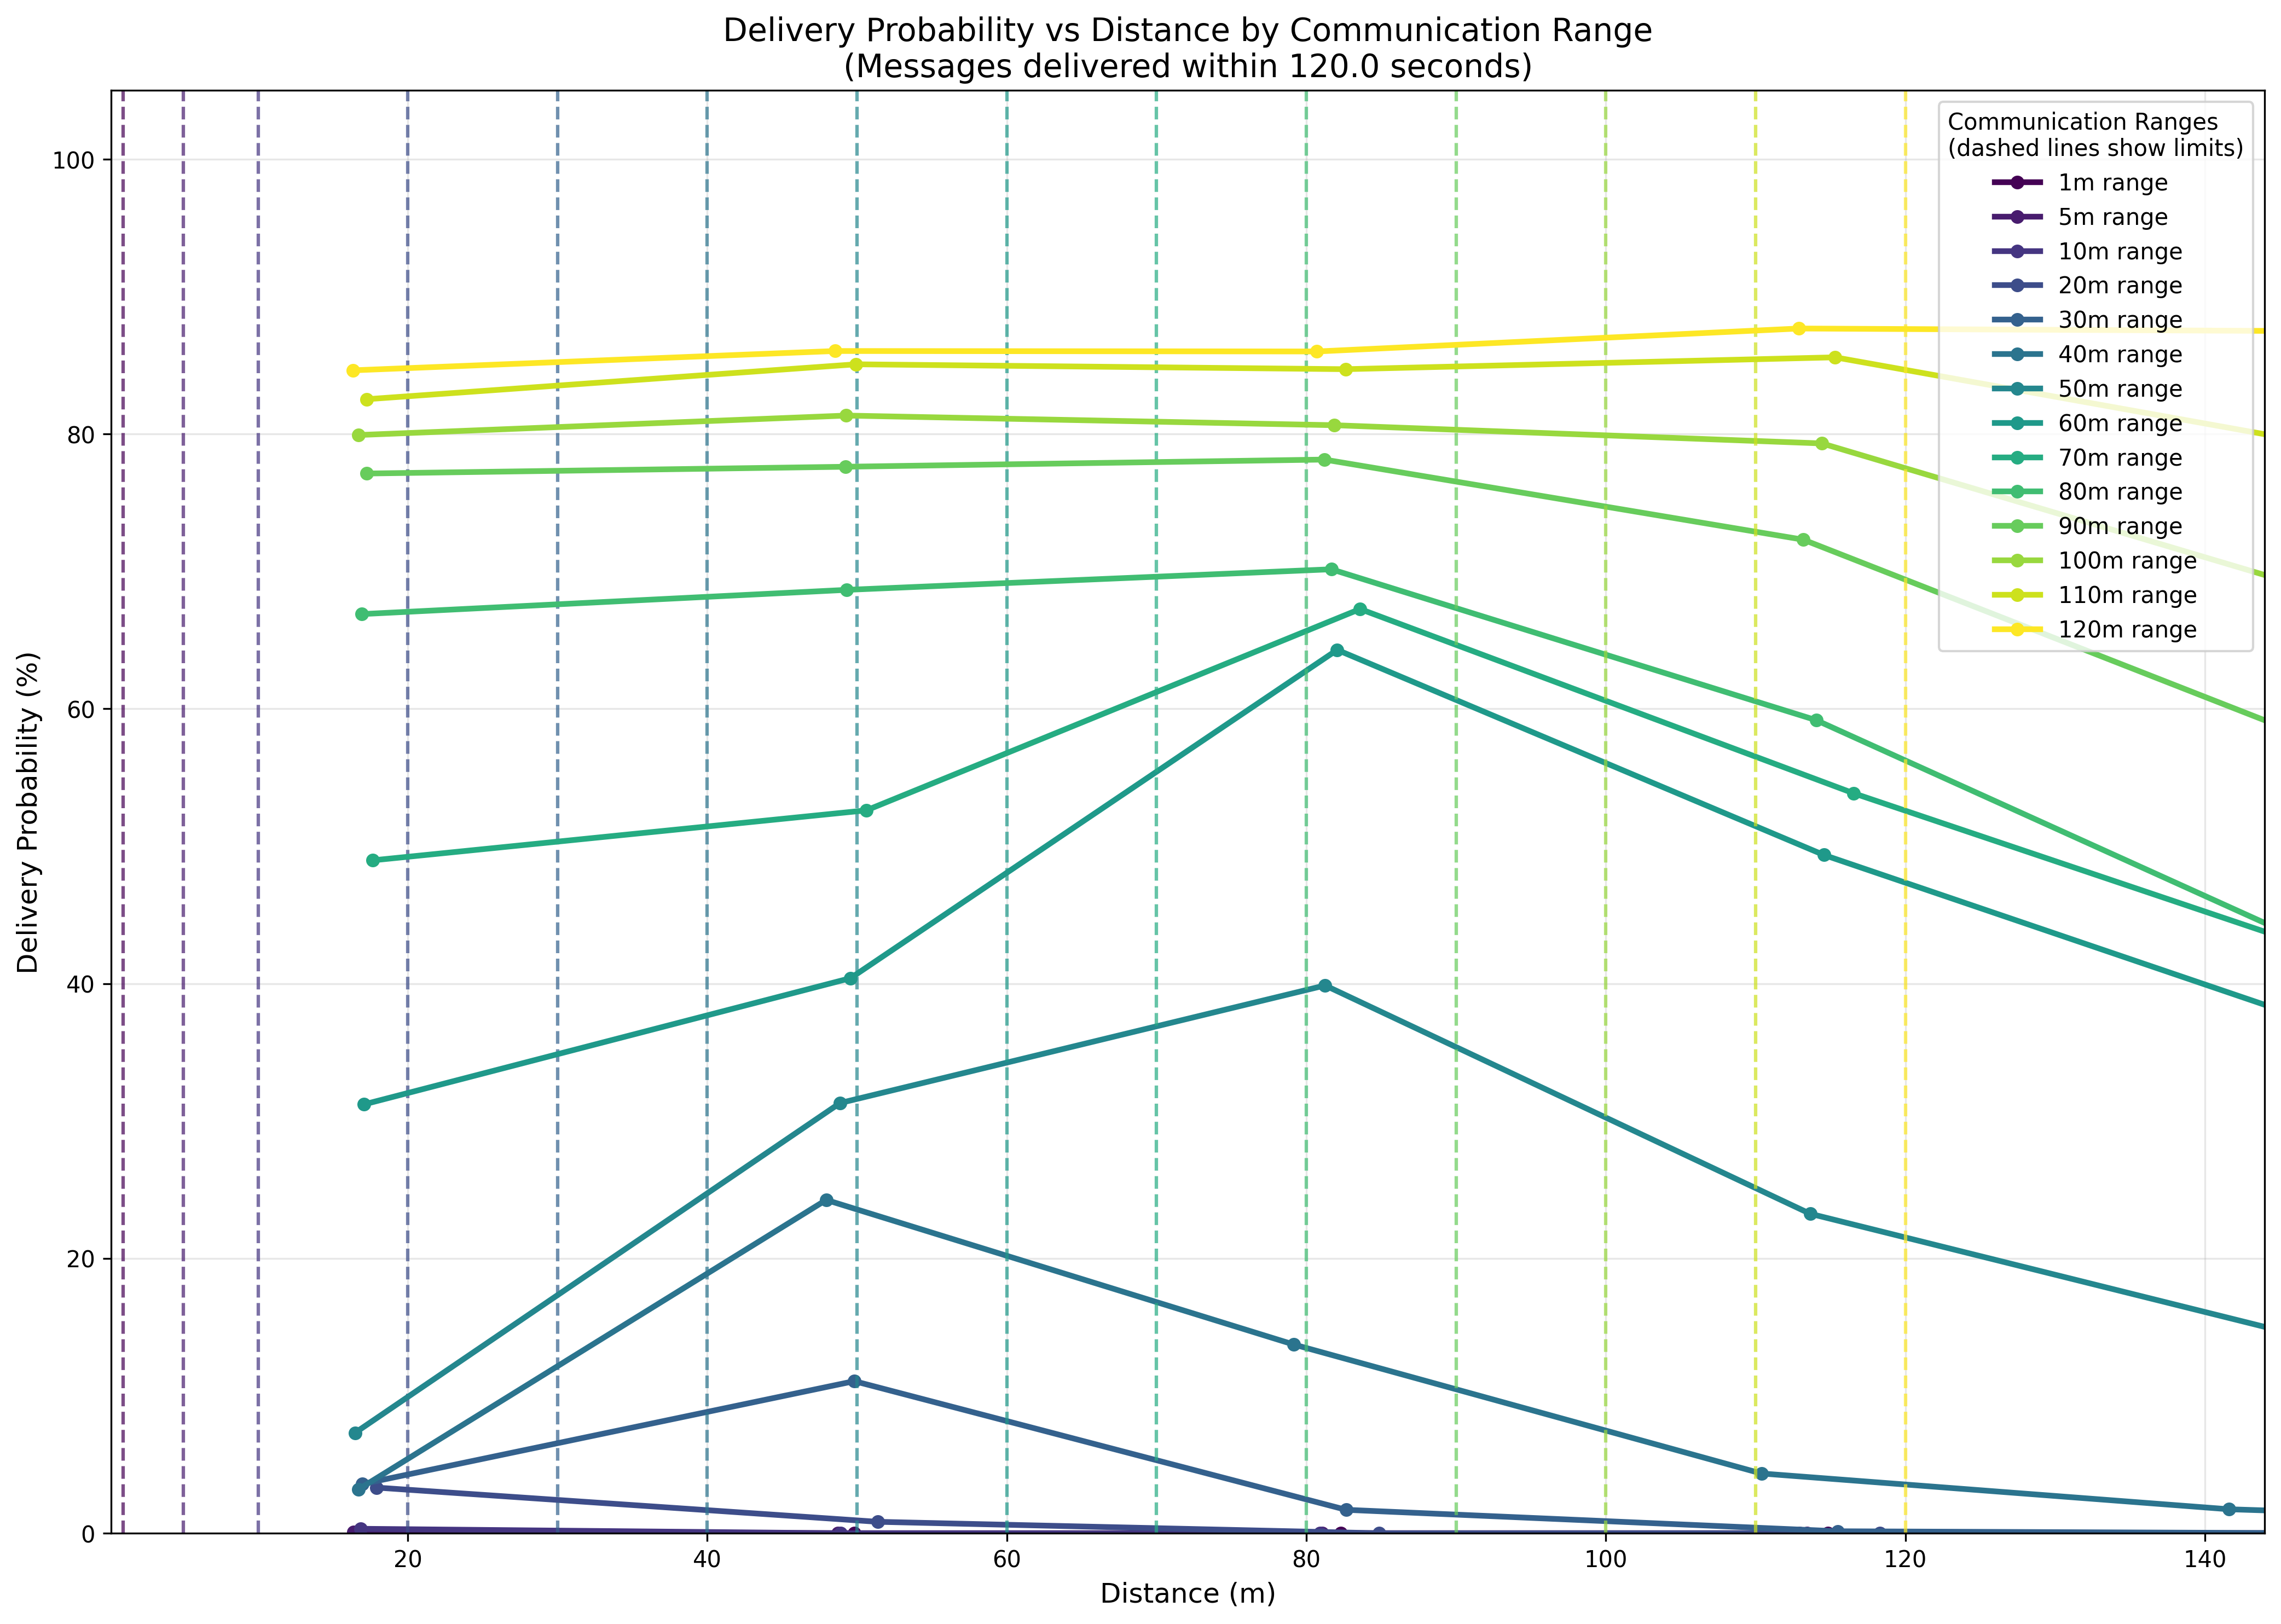 Delivery Probability vs Distance by Communication Range
(Messages delivered within 120.0 seconds)
Delivery Probability (%)
100
80
60
40
20
0
Communication Ranges
(dashed lines show limits)
1m range
5m range
10m range
20m range
30m range
40m range
50m range
60m range
70m range
80m range
90m range
100m range
110m range
120m range
20
40
60
80
100
120
140
Distance (m)